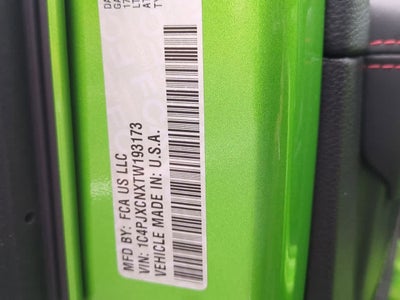 MFD BY: FCA US LLC
VIN: 1C4PJXCNXTW193173
VEHICLE MADE IN: U.S.A.